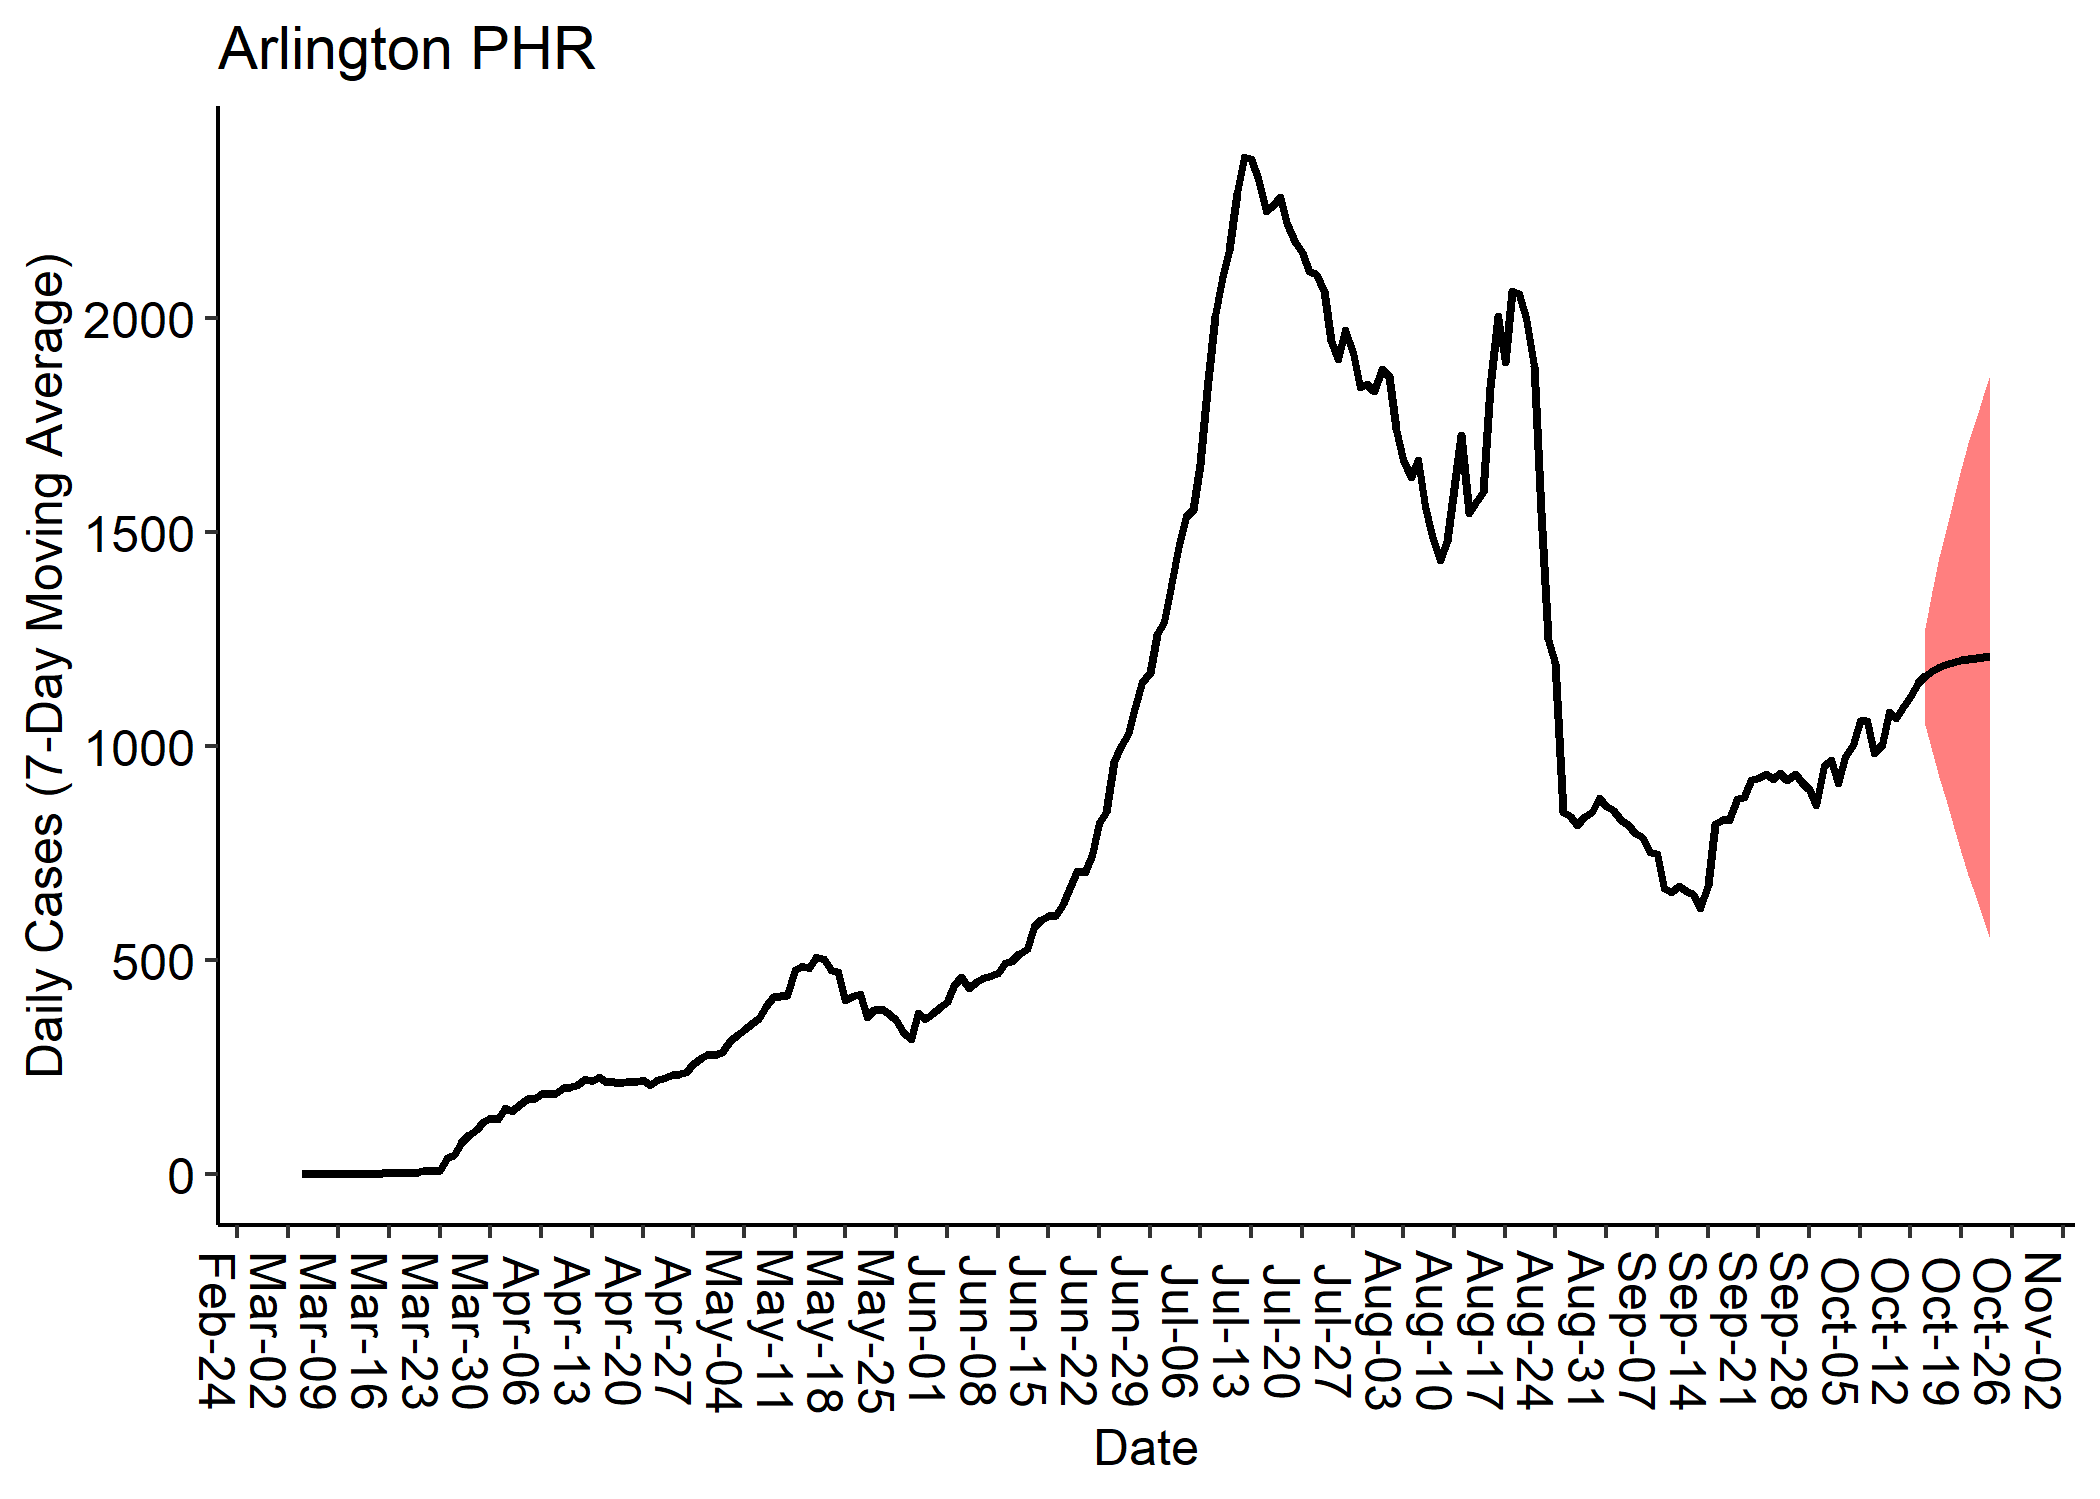 Arlington PHR
Daily Cases (7-Day Moving Average)
2000
1500
1000
500
0
Feb-24
Mar-02
Mar-09
Mar-16
Mar-23
Mar-30
Apr-06
Apr-13
Apr-20
Apr-27
May-04
May-11
May-18
May-25
Jun-01
Jun-08
Jun-15
Jun-22
Jun-29
Jul-06
Jul-13
Jul-20
Jul-27
Aug-03
Aug-10
Aug-17
Aug-24
Aug-31
Sep-07
Sep-14
Sep-21
Sep-28
Oct-05
Oct-12
Oct-19
Oct-26
Nov-02
Date